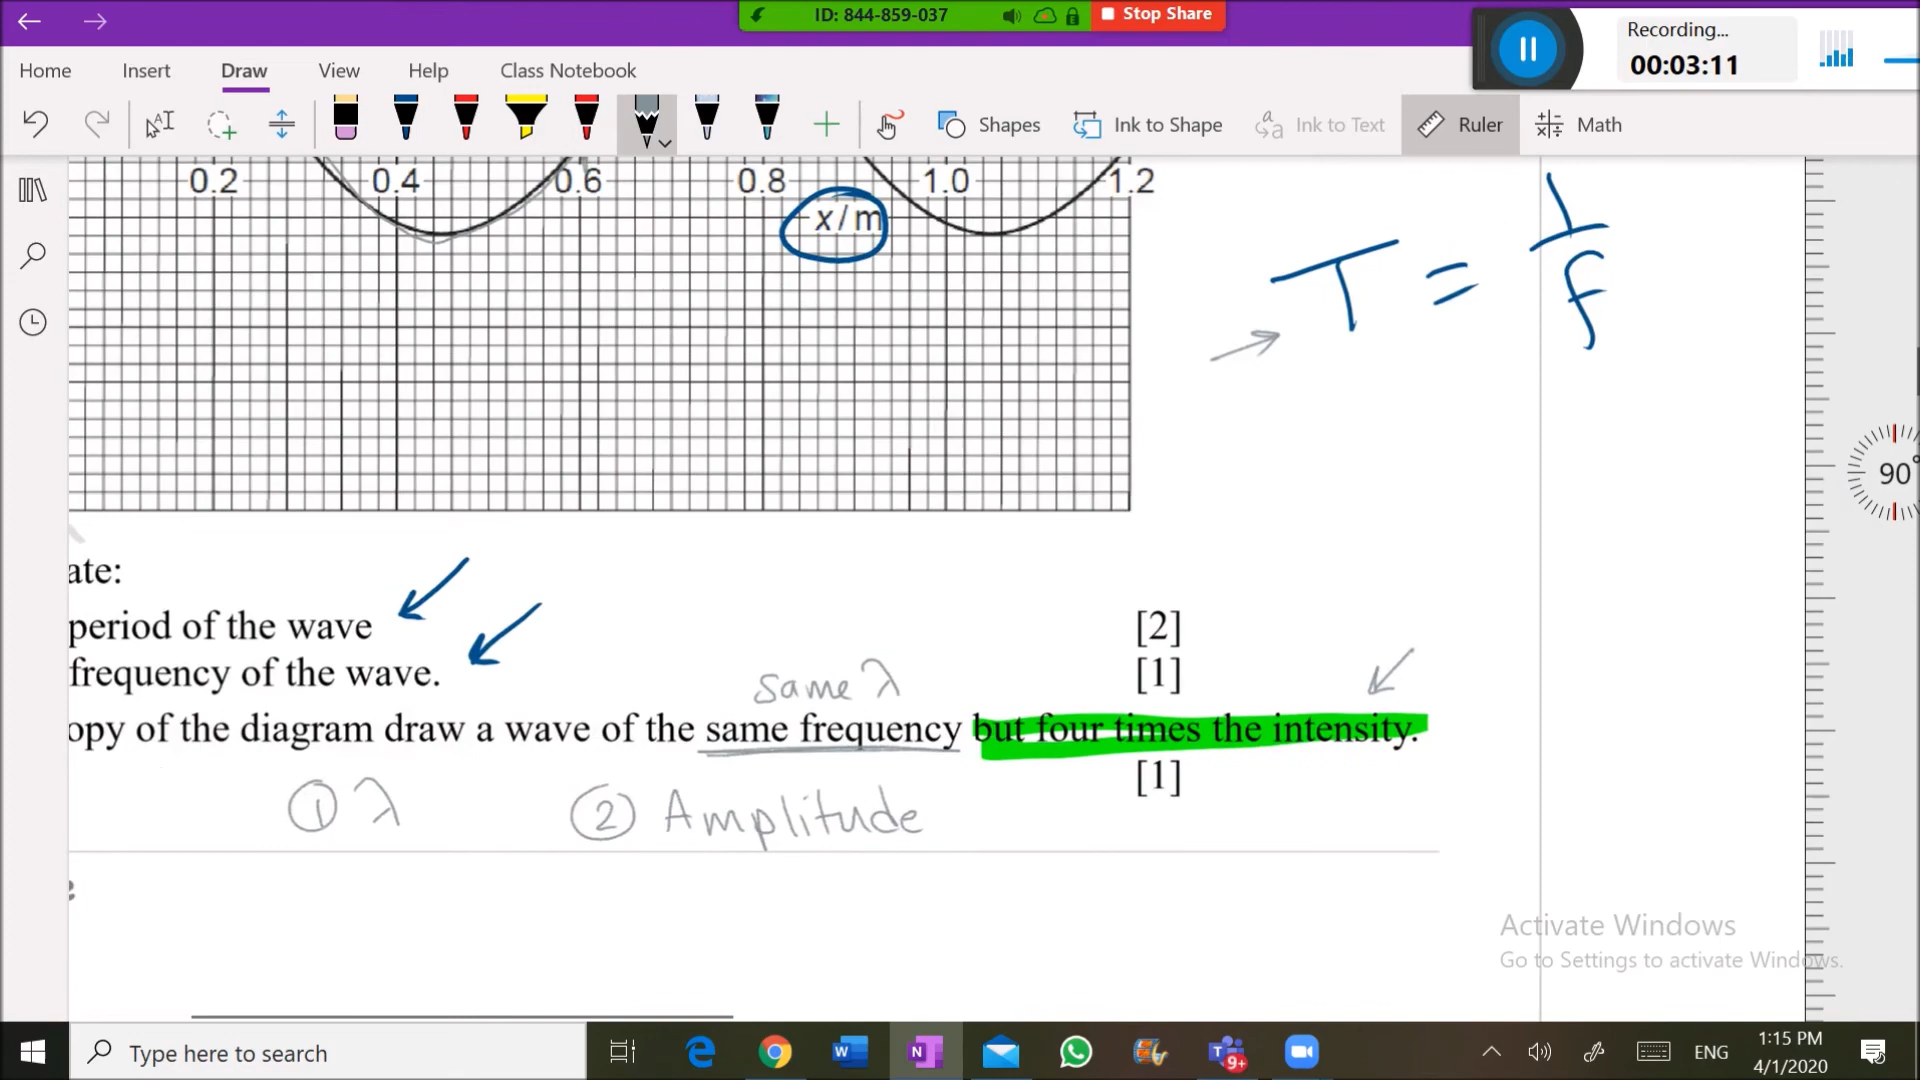 ID: 844-859-037 Stop Share
Recording...
00:03:11
Home Insert Draw View Help Class Notebook
Shapes Ink to Shape Ink to Text Ruler Math
0.2 0.4 0.6 0.8 1.0 1.2
x/m
T = 1/f
90°
ate:
period of the wave [2]
frequency of the wave. [1]
same λ
opy of the diagram draw a wave of the same frequency but four times the intensity.
[1]
① λ ② Amplitude
Activate Windows
Go to Settings to activate Windows.
Type here to search
9+
ENG
1:15 PM
4/1/2020